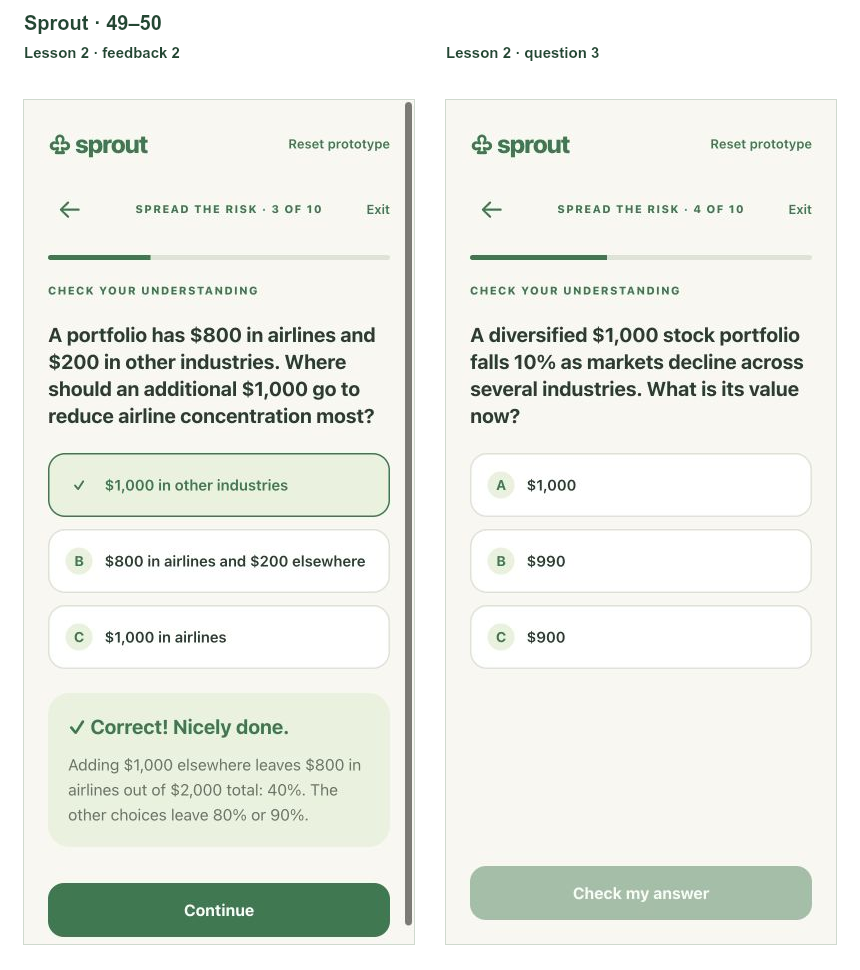 Sprout · 49–50
Lesson 2 · feedback 2
sprout
Reset prototype
SPREAD THE RISK · 3 OF 10
Exit
CHECK YOUR UNDERSTANDING
A portfolio has $800 in airlines and
$200 in other industries. Where
should an additional $1,000 go to
reduce airline concentration most?
✓ $1,000 in other industries
B $800 in airlines and $200 elsewhere
C $1,000 in airlines
✓ Correct! Nicely done.
Adding $1,000 elsewhere leaves $800 in
airlines out of $2,000 total: 40%. The
other choices leave 80% or 90%.
Continue
Lesson 2 · question 3
sprout
Reset prototype
SPREAD THE RISK · 4 OF 10
Exit
CHECK YOUR UNDERSTANDING
A diversified $1,000 stock portfolio
falls 10% as markets decline across
several industries. What is its value
now?
A $1,000
B $990
C $900
Check my answer